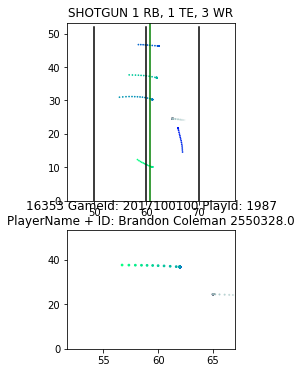 SHOTGUN 1 RB, 1 TE, 3 WR
50
40
30
20
10
0
50 60 70
16353 GameId: 2017100100 PlayId: 1987
PlayerName + ID: Brandon Coleman 2550328.0
40
20
0
55 60 65